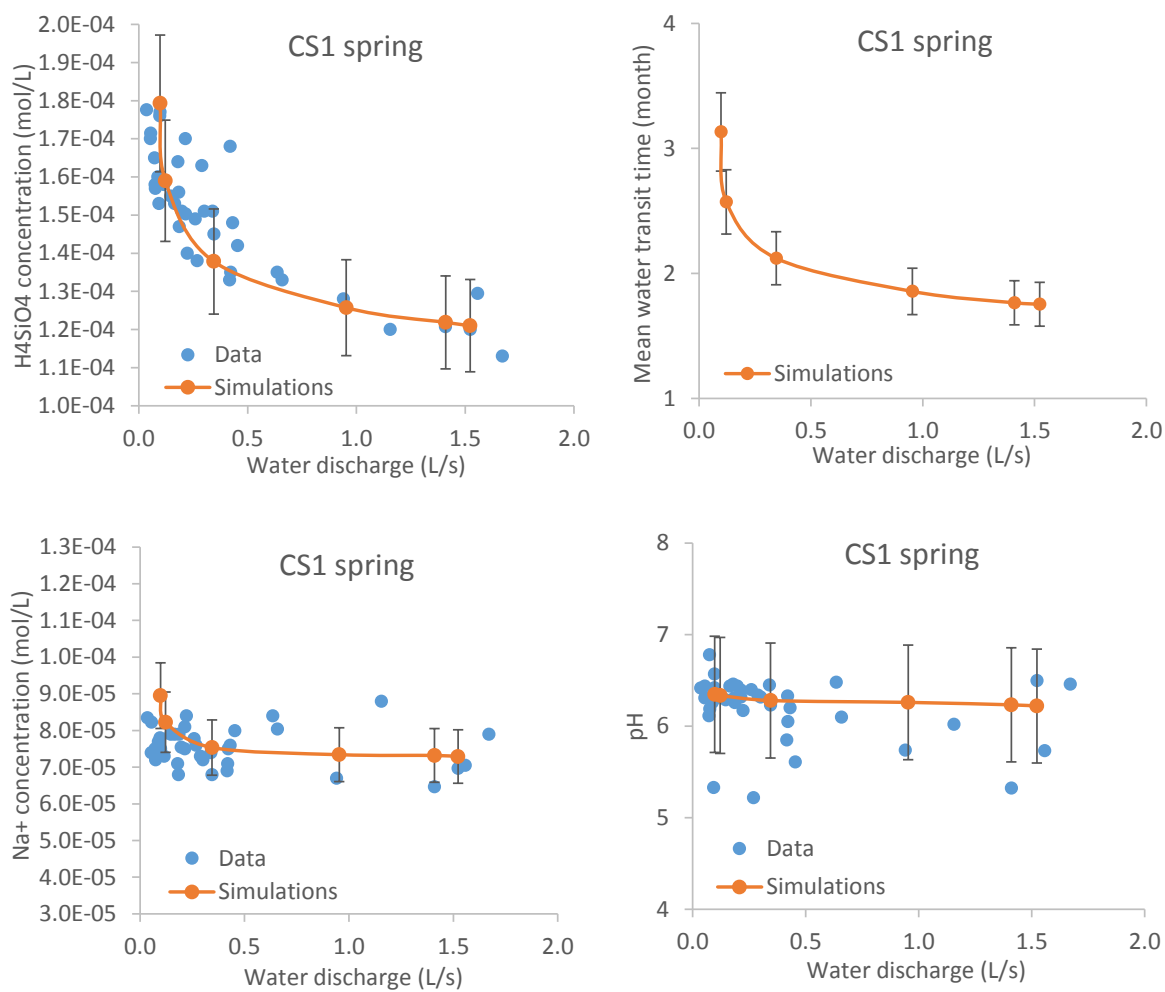 CS1 spring
H4SiO4 concentration (mol/L)
2.0E-04
1.9E-04
1.8E-04
1.7E-04
1.6E-04
1.5E-04
1.4E-04
1.3E-04
1.2E-04
1.1E-04
1.0E-04
Data
Simulations
0.0 0.5 1.0 1.5 2.0
Water discharge (L/s)
CS1 spring
Mean water transit time (month)
4
3
2
1
Simulations
0.0 0.5 1.0 1.5 2.0
Water discharge (L/s)
CS1 spring
Na+ concentration (mol/L)
1.3E-04
1.2E-04
1.1E-04
1.0E-04
9.0E-05
8.0E-05
7.0E-05
6.0E-05
5.0E-05
4.0E-05
3.0E-05
Data
Simulations
0.0 0.5 1.0 1.5 2.0
Water discharge (L/s)
CS1 spring
pH
8
7
6
5
4
Data
Simulations
0.0 0.5 1.0 1.5 2.0
Water discharge (L/s)